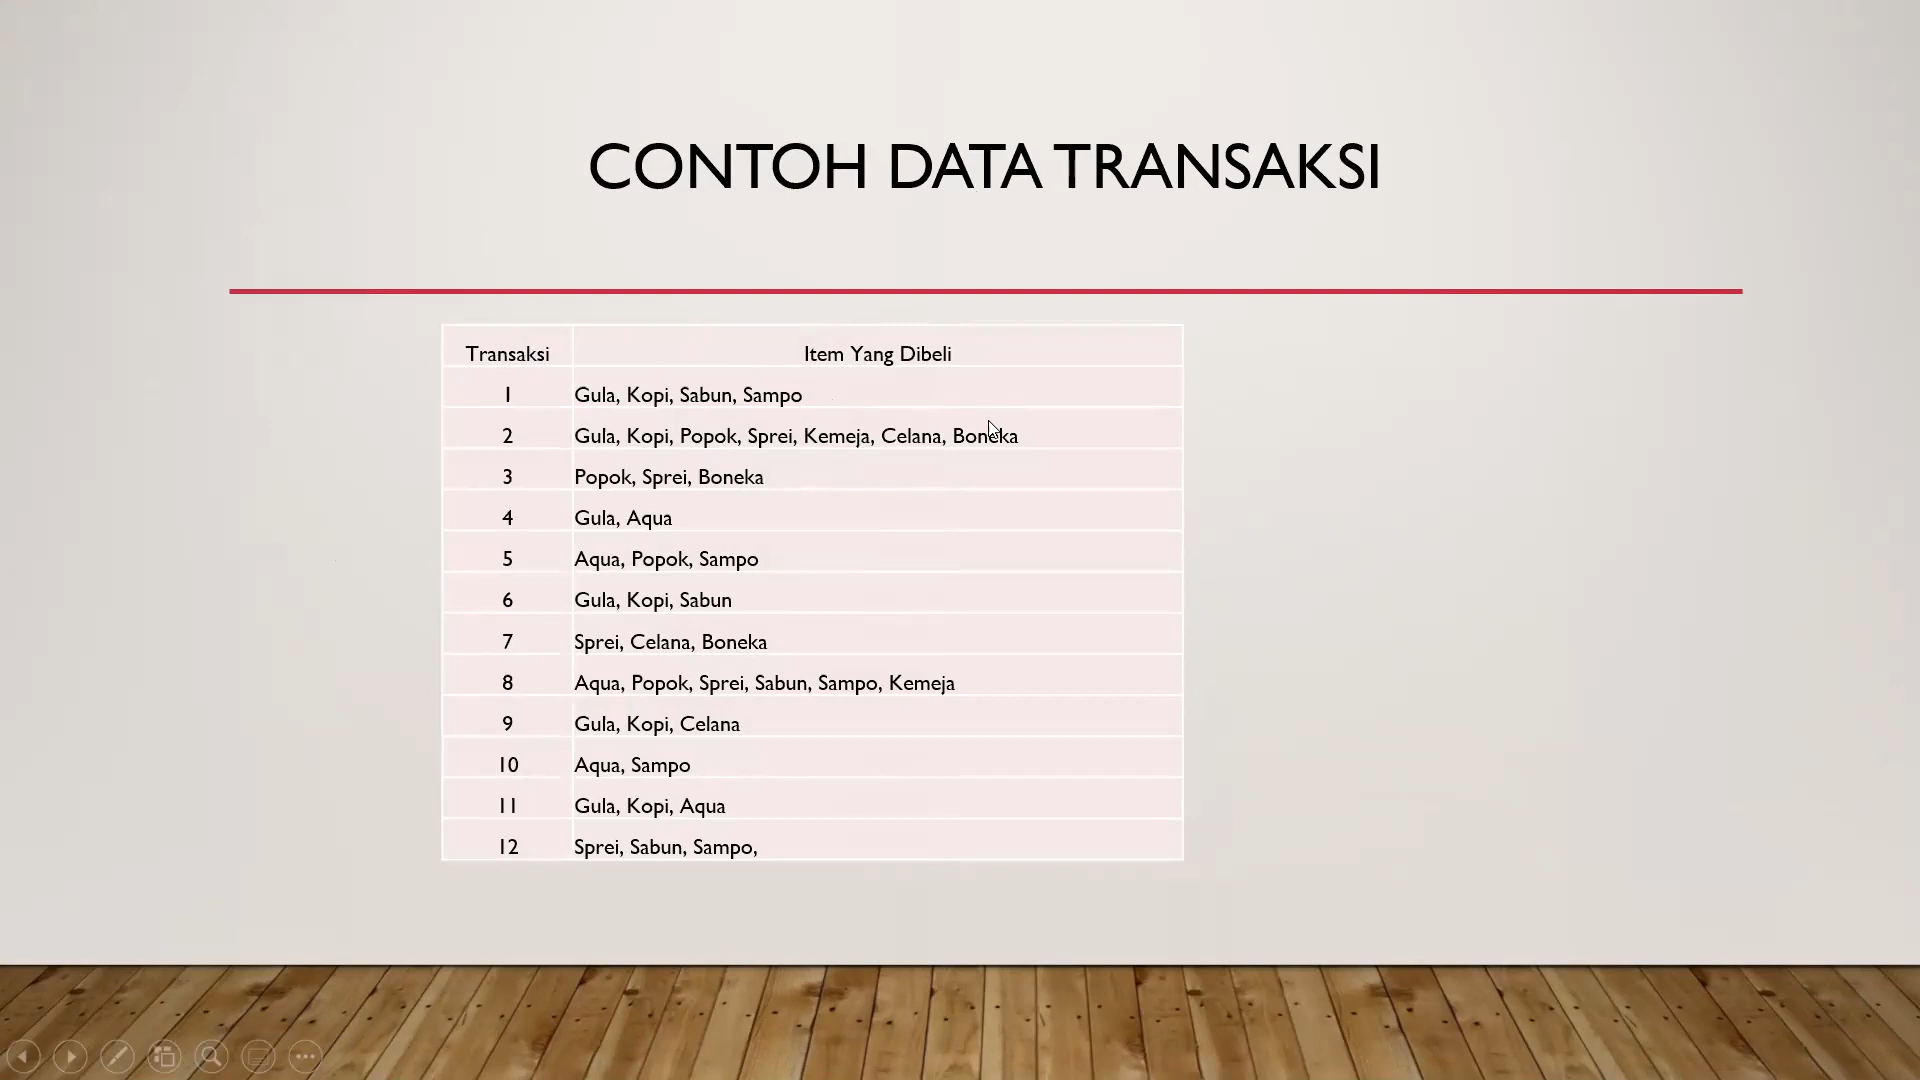 CONTOH DATA TRANSAKSI
Transaksi Item Yang Dibeli
1 Gula, Kopi, Sabun, Sampo
2 Gula, Kopi, Popok, Sprei, Kemeja, Celana, Boneka
3 Popok, Sprei, Boneka
4 Gula, Aqua
5 Aqua, Popok, Sampo
6 Gula, Kopi, Sabun
7 Sprei, Celana, Boneka
8 Aqua, Popok, Sprei, Sabun, Sampo, Kemeja
9 Gula, Kopi, Celana
10 Aqua, Sampo
11 Gula, Kopi, Aqua
12 Sprei, Sabun, Sampo,